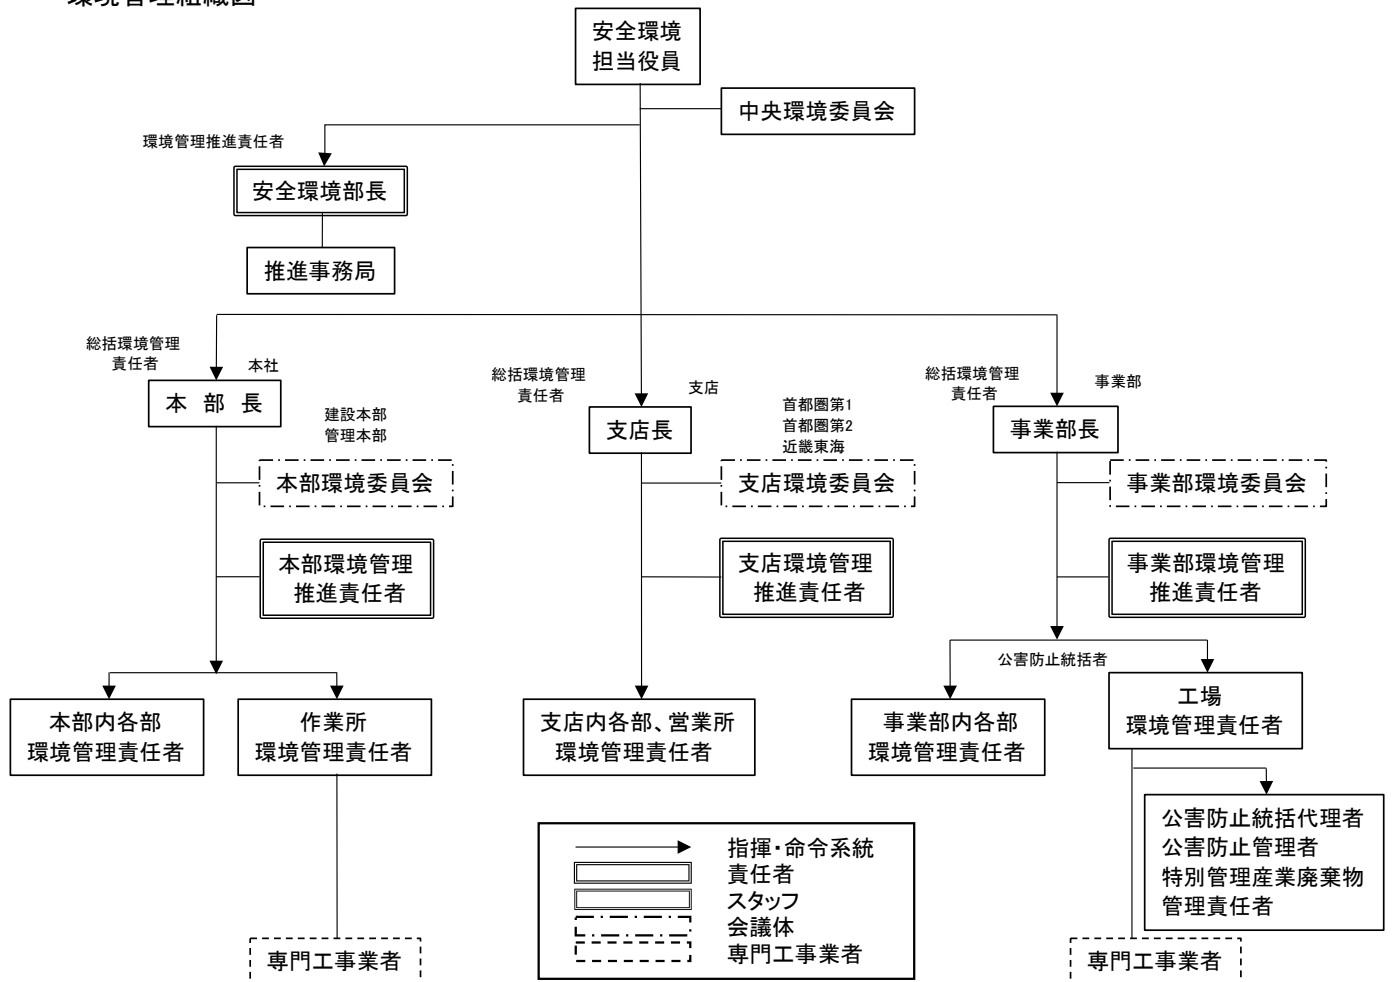 環境管理組織図
安全環境
担当役員
中央環境委員会
環境管理推進責任者
安全環境部長
推進事務局
総括環境管理
責任者
本社
本 部 長
建設本部
管理本部
本部環境委員会
本部環境管理
推進責任者
本部内各部
環境管理責任者
作業所
環境管理責任者
専門工事業者
総括環境管理
責任者
支店
支店長
首都圏第1
首都圏第2
近畿東海
支店環境委員会
支店環境管理
推進責任者
支店内各部、営業所
環境管理責任者
総括環境管理
責任者
事業部
事業部長
事業部環境委員会
事業部環境管理
推進責任者
公害防止統括者
事業部内各部
環境管理責任者
工場
環境管理責任者
公害防止統括代理者
公害防止管理者
特別管理産業廃棄物
管理責任者
専門工事業者
指揮・命令系統
責任者
スタッフ
会議体
専門工事業者